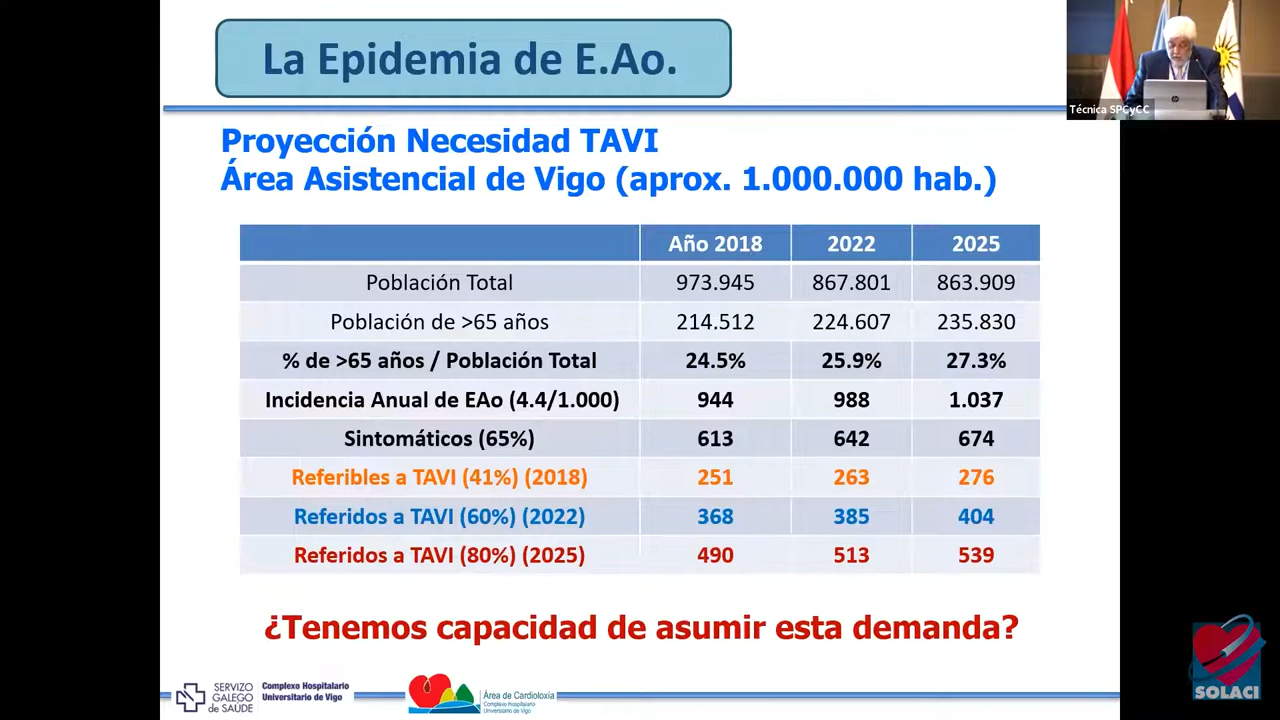 La Epidemia de E.Ao.
Técnica SPCyCC
Proyección Necesidad TAVI
Área Asistencial de Vigo (aprox. 1.000.000 hab.)
Año 2018 2022 2025
Población Total 973.945 867.801 863.909
Población de >65 años 214.512 224.607 235.830
% de >65 años / Población Total 24.5% 25.9% 27.3%
Incidencia Anual de EAo (4.4/1.000) 944 988 1.037
Sintomáticos (65%) 613 642 674
Referibles a TAVI (41%) (2018) 251 263 276
Referidos a TAVI (60%) (2022) 368 385 404
Referidos a TAVI (80%) (2025) 490 513 539
¿Tenemos capacidad de asumir esta demanda?
SERVIZO
GALEGO
de SAÚDE
Complexo Hospitalario
Universitario de Vigo
Área de Cardioloxía
Complexo Hospitalario
Universitario de Vigo
SOLACI